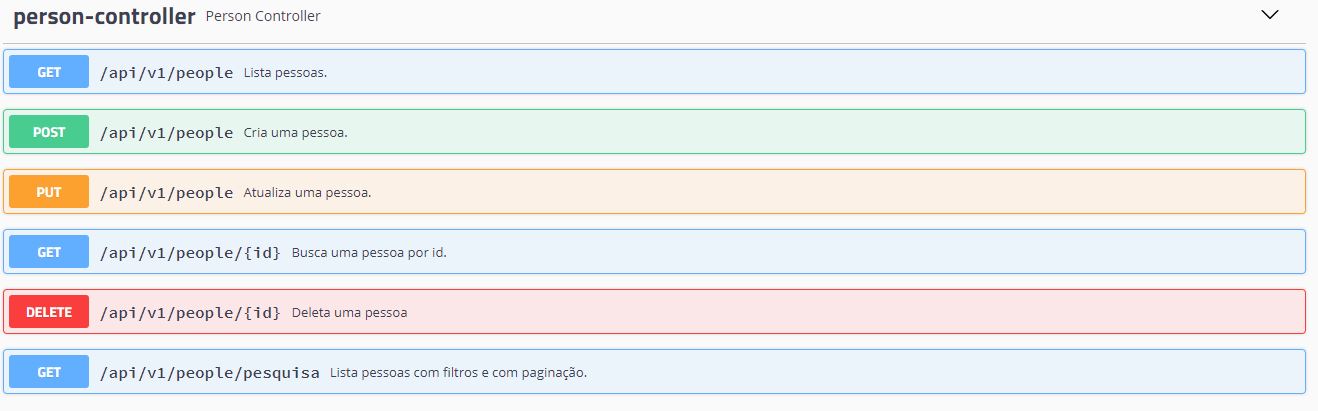 person-controller Person Controller
GET /api/v1/people Lista pessoas.
POST /api/v1/people Cria uma pessoa.
PUT /api/v1/people Atualiza uma pessoa.
GET /api/v1/people/{id} Busca uma pessoa por id.
DELETE /api/v1/people/{id} Deleta uma pessoa
GET /api/v1/people/pesquisa Lista pessoas com filtros e com paginação.